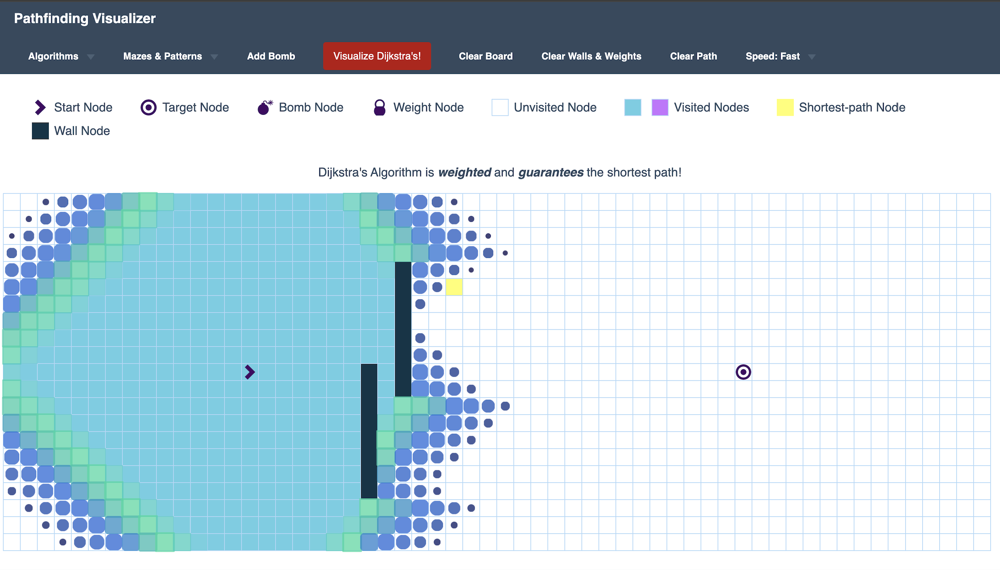 Pathfinding Visualizer
Algorithms Mazes & Patterns Add Bomb Visualize Dijkstra's! Clear Board Clear Walls & Weights Clear Path Speed: Fast
Start Node Target Node Bomb Node Weight Node Unvisited Node Visited Nodes Shortest-path Node
Wall Node
Dijkstra's Algorithm is weighted and guarantees the shortest path!